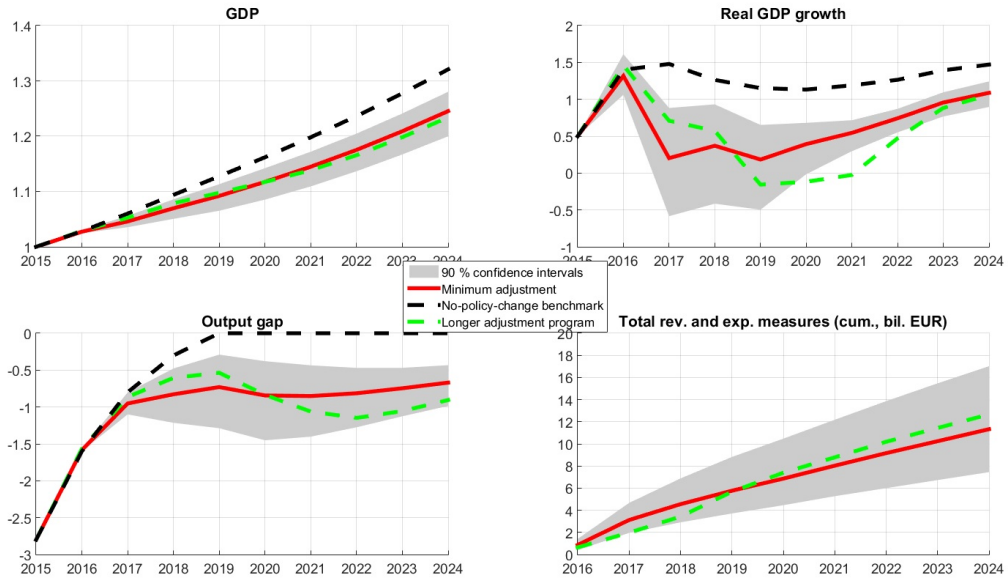 GDP
1.4
1.3
1.2
1.1
1
2015 2016 2017 2018 2019 2020 2021 2022 2023 2024
Real GDP growth
2
1.5
1
0.5
0
-0.5
-1
2015 2016 2017 2018 2019 2020 2021 2022 2023 2024
90 % confidence intervals
Minimum adjustment
No-policy-change benchmark
Longer adjustment program
Output gap
0
-0.5
-1
-1.5
-2
-2.5
-3
2015 2016 2017 2018 2019 2020 2021 2022 2023 2024
Total rev. and exp. measures (cum., bil. EUR)
20
18
16
14
12
10
8
6
4
2
0
2016 2017 2018 2019 2020 2021 2022 2023 2024